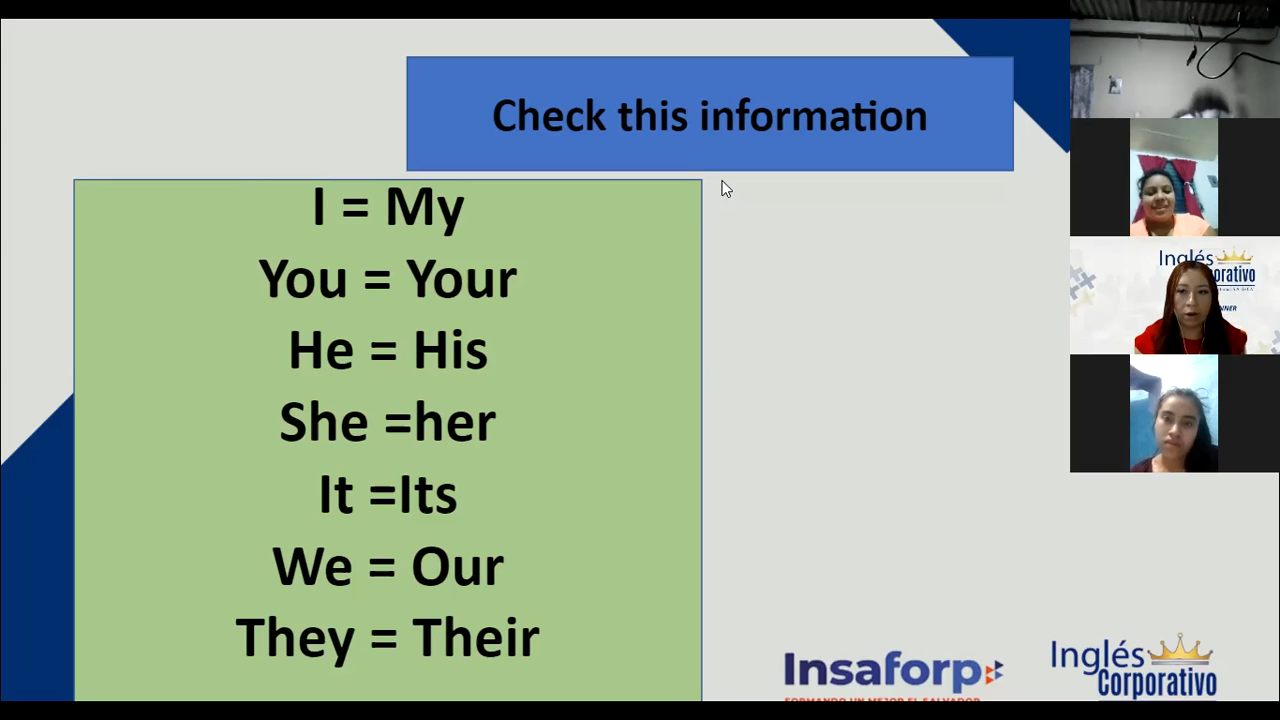 Check this information
I = My
You = Your
He = His
She =her
It =Its
We = Our
They = Their
Insaforp
FORMANDO UN MEJOR EL SALVADOR
Inglés
Corporativo
Inglés
orativo